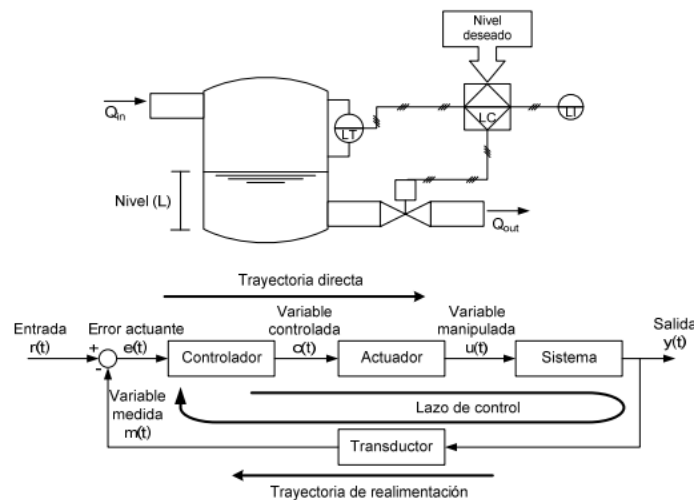 Nivel
deseado
Q_in
LT
LC
LI
Nivel (L)
Q_out
Trayectoria directa
Entrada
r(t)
+
-
Error actuante
e(t)
Controlador
Variable
controlada
c(t)
Actuador
Variable
manipulada
u(t)
Sistema
Salida
y(t)
Variable
medida
m(t)
Lazo de control
Transductor
Trayectoria de realimentación